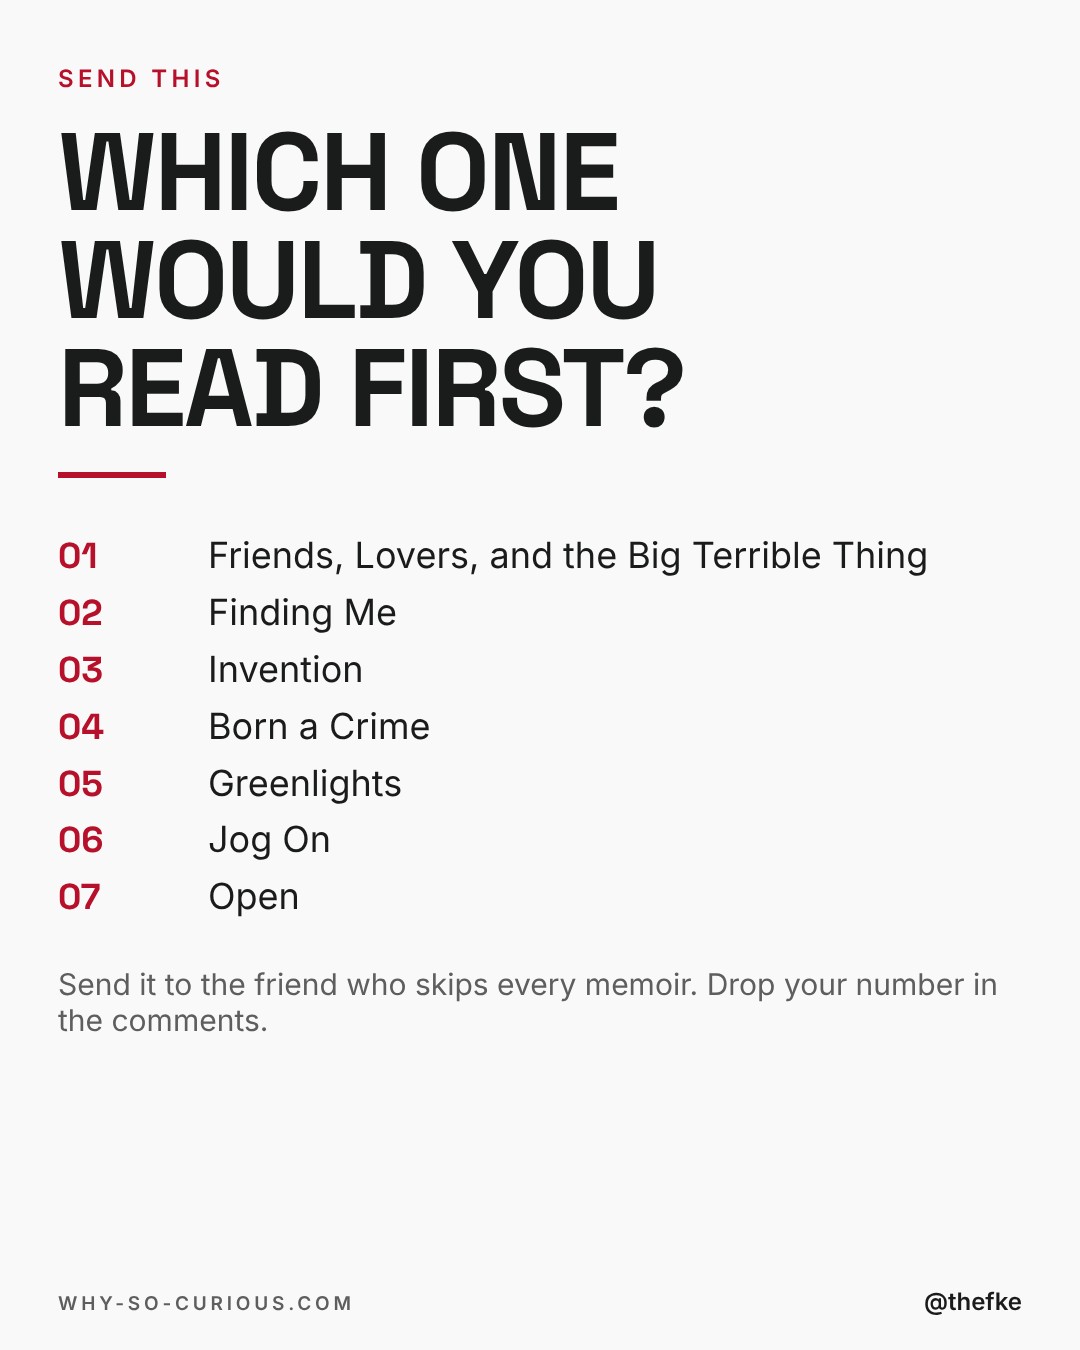 SEND THIS
WHICH ONE
WOULD YOU
READ FIRST?
01 Friends, Lovers, and the Big Terrible Thing
02 Finding Me
03 Invention
04 Born a Crime
05 Greenlights
06 Jog On
07 Open
Send it to the friend who skips every memoir. Drop your number in
the comments.
WHY-SO-CURIOUS.COM @thefke